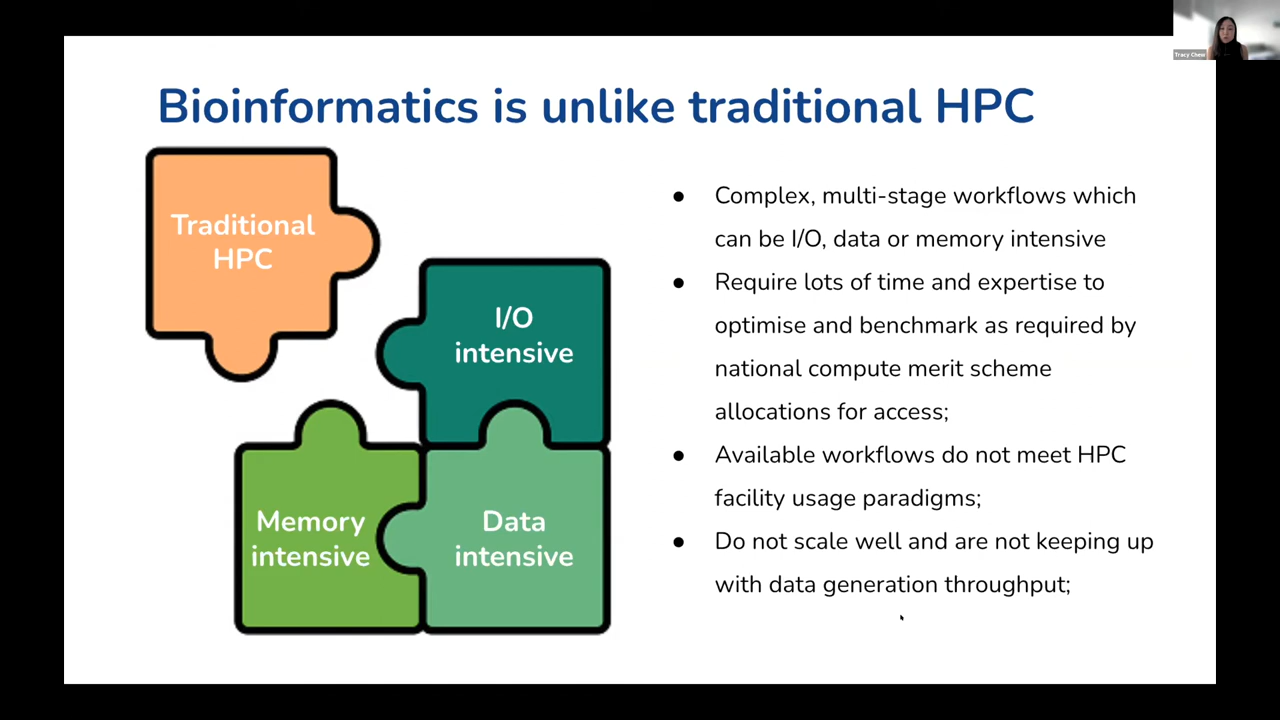 Tracy Chew
Bioinformatics is unlike traditional HPC
Traditional
HPC
I/O
intensive
Memory
intensive
Data
intensive
● Complex, multi-stage workflows which
can be I/O, data or memory intensive
● Require lots of time and expertise to
optimise and benchmark as required by
national compute merit scheme
allocations for access;
● Available workflows do not meet HPC
facility usage paradigms;
● Do not scale well and are not keeping up
with data generation throughput;